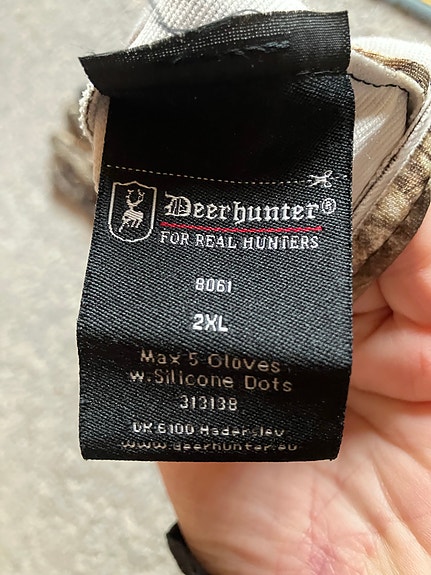 Deerhunter®
FOR REAL HUNTERS
8061
2XL
Max 5 Gloves
w.Silicone Dots
313138
DK 6100 Haderslev
www.deerhunter.eu